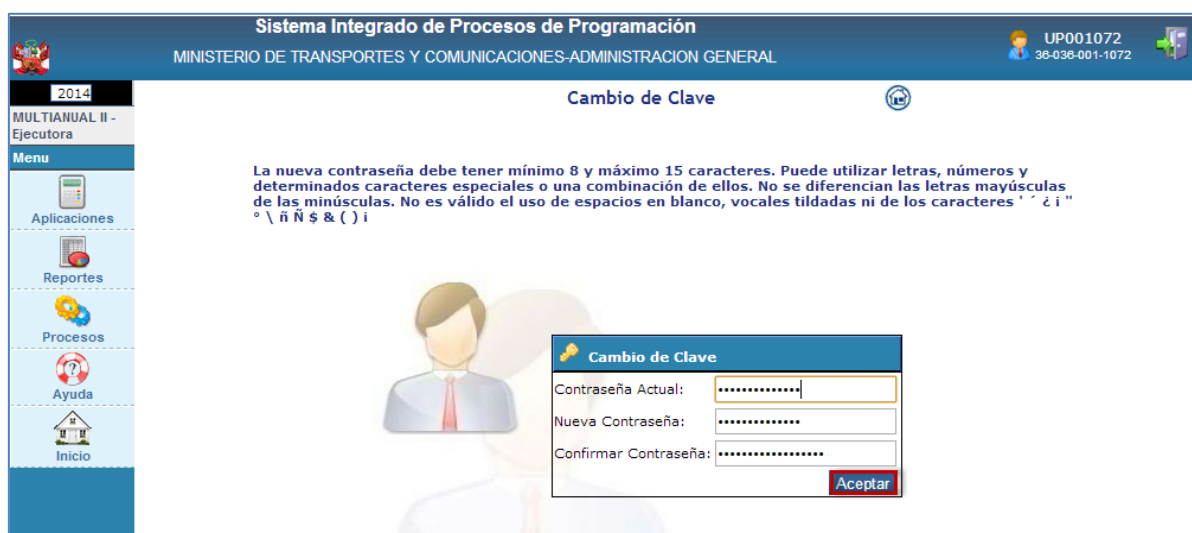 Sistema Integrado de Procesos de Programación
MINISTERIO DE TRANSPORTES Y COMUNICACIONES-ADMINISTRACION GENERAL
UP001072
36-036-001-1072
2014
MULTIANUAL II -
Ejecutora
Menu
Aplicaciones
Reportes
Procesos
Ayuda
Inicio
Cambio de Clave
La nueva contraseña debe tener mínimo 8 y máximo 15 caracteres. Puede utilizar letras, números y
determinados caracteres especiales o una combinación de ellos. No se diferencian las letras mayúsculas
de las minúsculas. No es válido el uso de espacios en blanco, vocales tildadas ni de los caracteres ' ´ ¿ ¡ "
° \ ñ Ñ $ & ( ) ¡
Cambio de Clave
Contraseña Actual: ••••••••••••••
Nueva Contraseña: ••••••••••••••
Confirmar Contraseña: ••••••••••••••••••
Aceptar